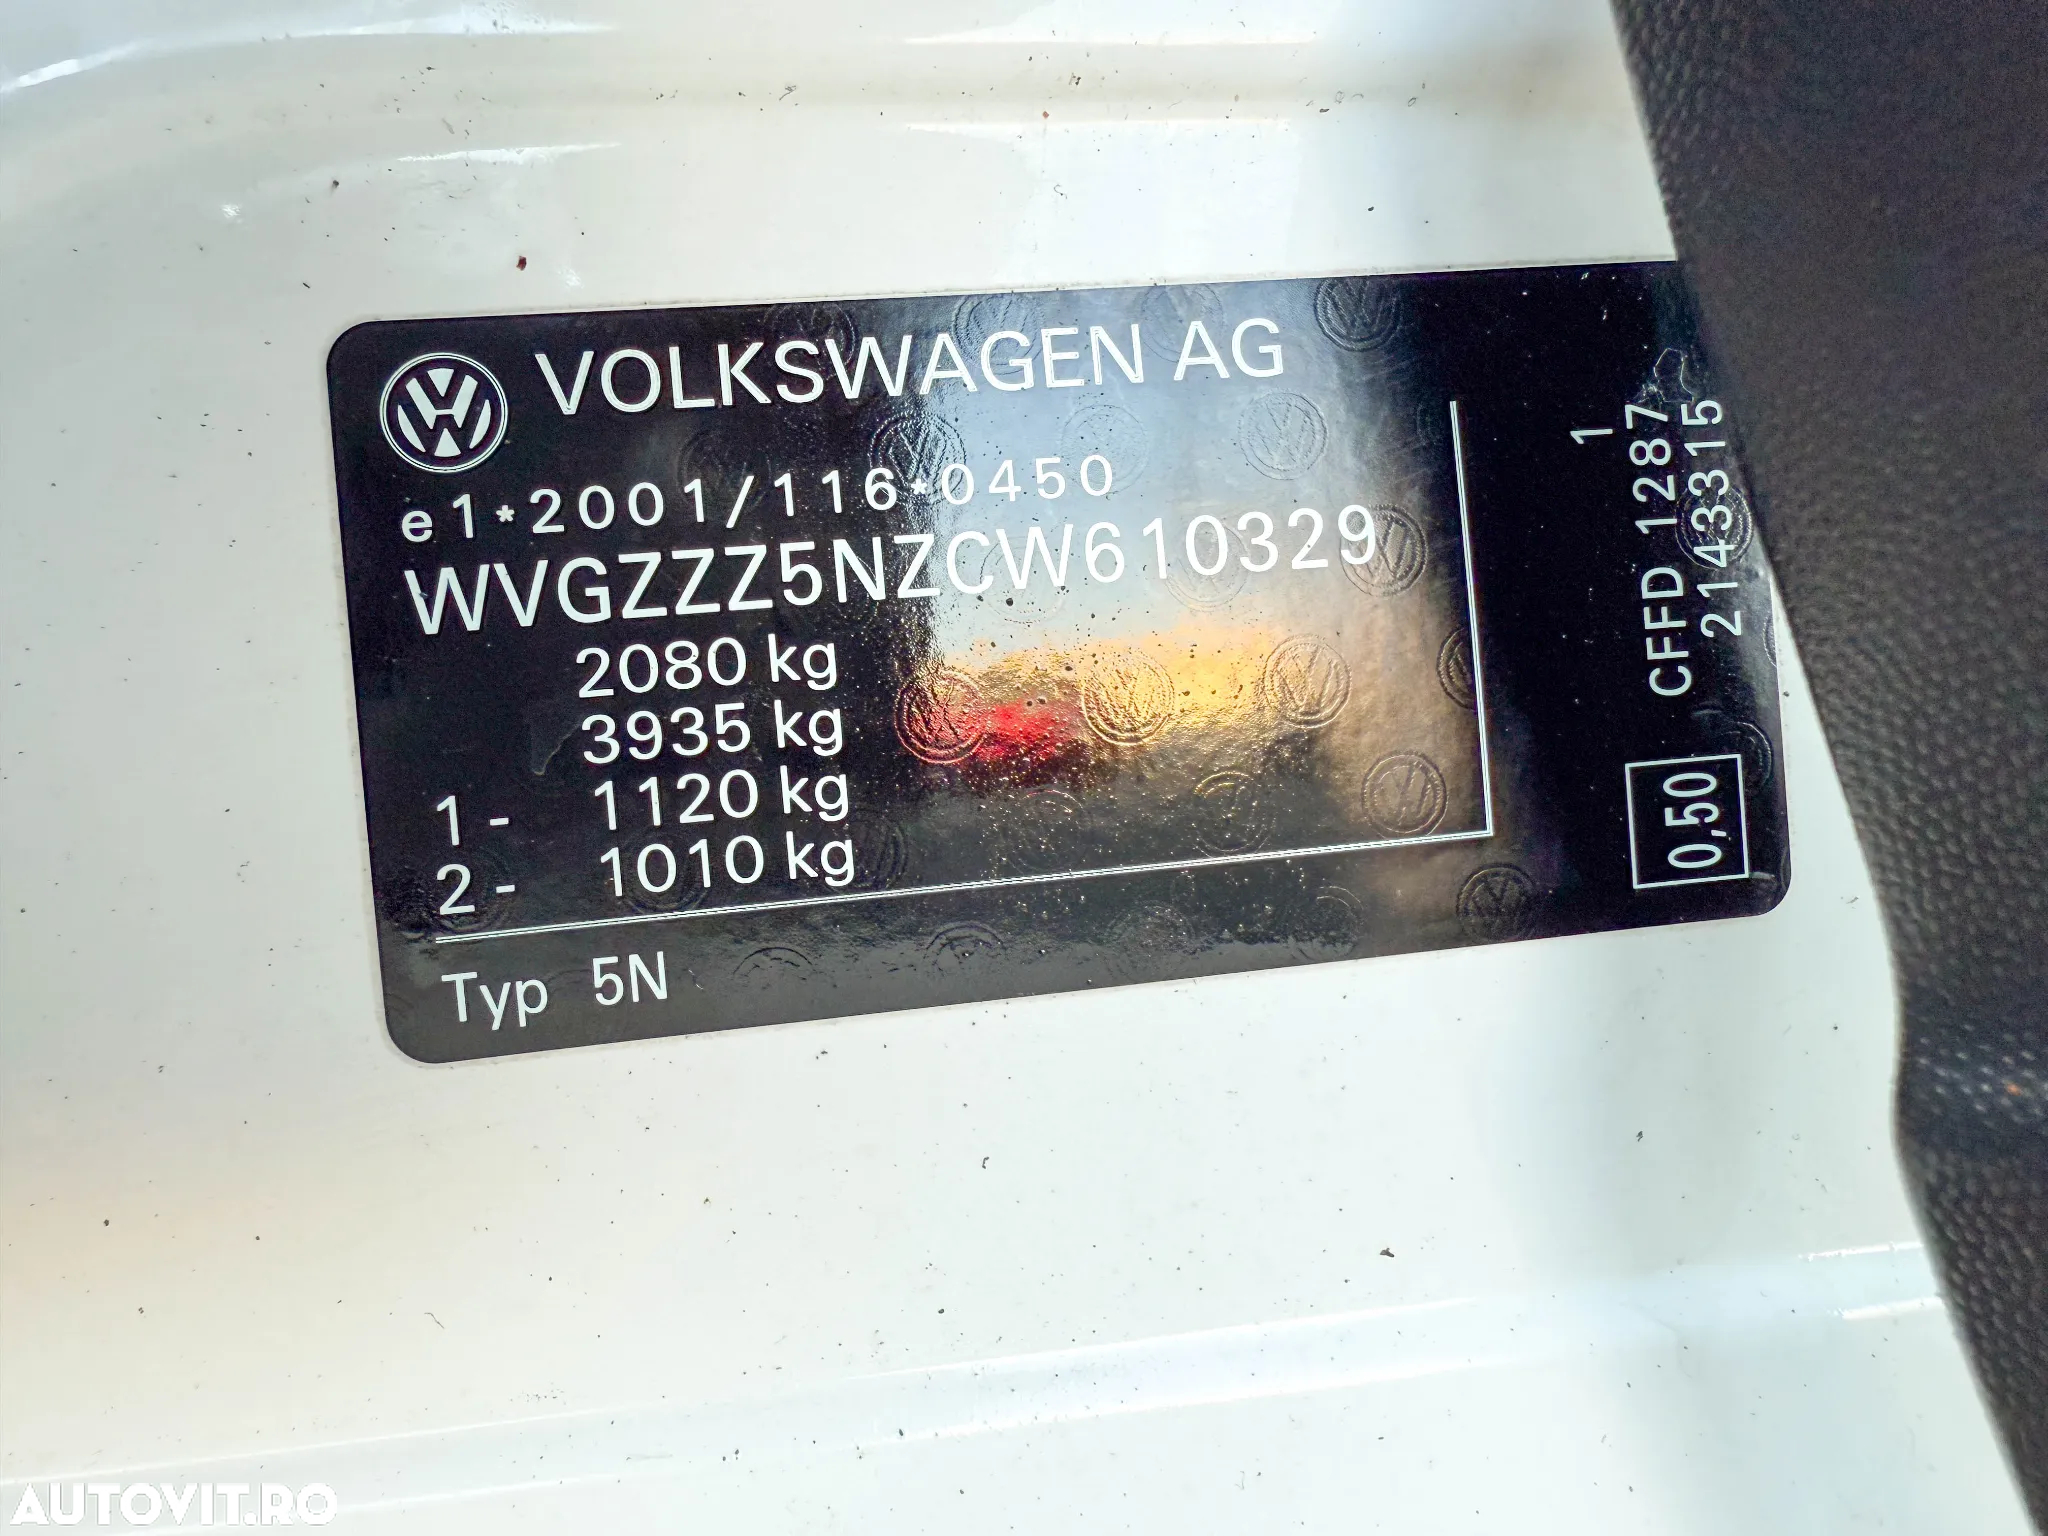 VOLKSWAGEN AG
e1*2001/116*0450
WVGZZZ5NZCW610329
2080 kg
3935 kg
1 - 1120 kg
2 - 1010 kg
Typ 5N
1
CFFD 1287
2143315
0,50
AUTOVIT.RO